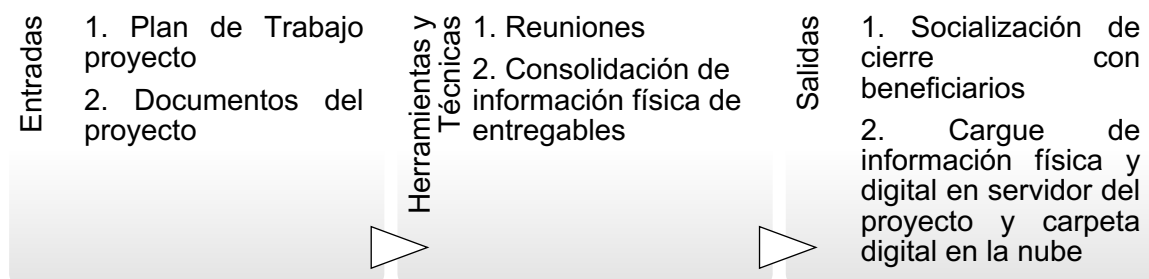 Entradas
1. Plan de Trabajo
proyecto
2. Documentos del
proyecto
Herramientas y
Técnicas
1. Reuniones
2. Consolidación de
información física de
entregables
Salidas
1. Socialización de
cierre con
beneficiarios
2. Cargue de
información física y
digital en servidor del
proyecto y carpeta
digital en la nube